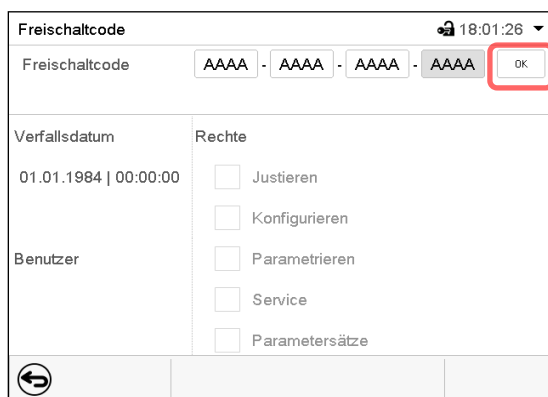 Freischaltcode 18:01:26
Freischaltcode AAAA - AAAA - AAAA - AAAA OK
Verfallsdatum Rechte
01.01.1984 | 00:00:00 Justieren
Konfigurieren
Benutzer Parametrieren
Service
Parametersätze